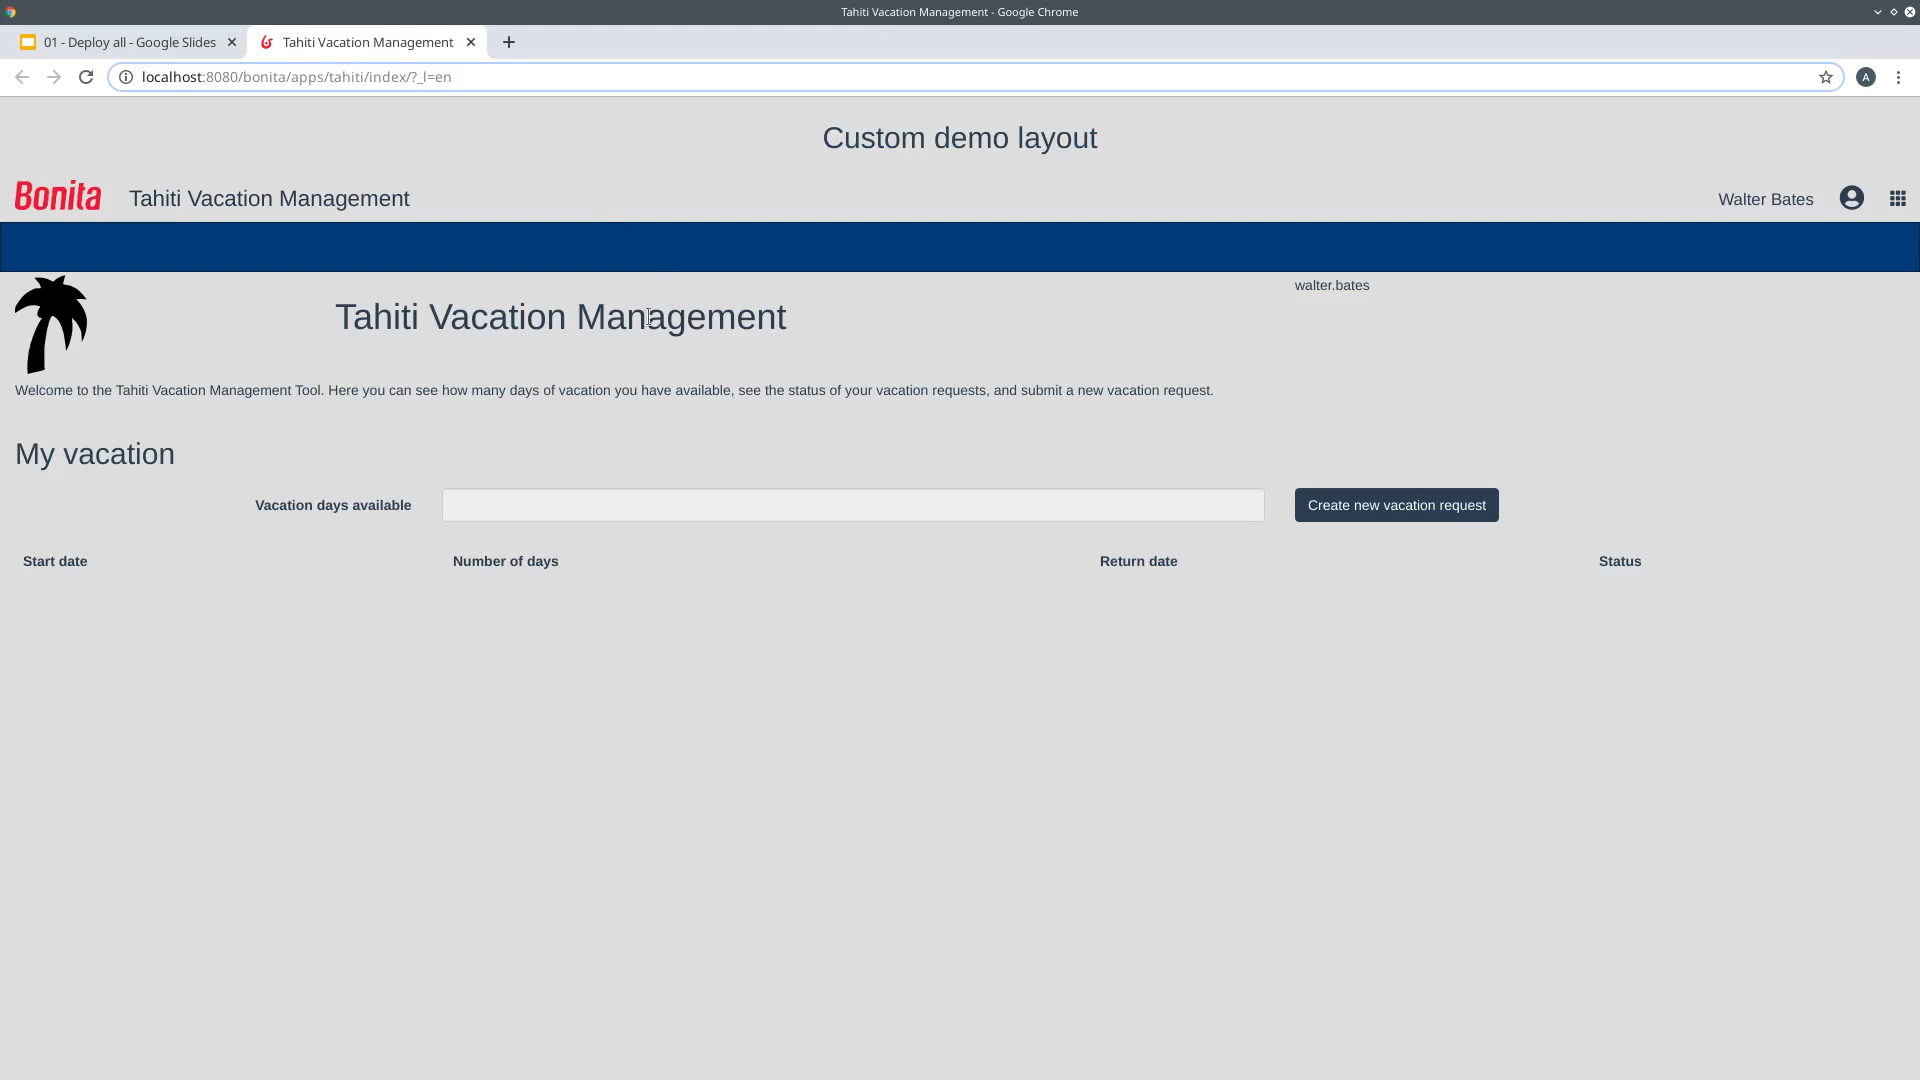 Tahiti Vacation Management - Google Chrome
01 - Deploy all - Google Slides
Tahiti Vacation Management
localhost:8080/bonita/apps/tahiti/index/?_l=en
A
Custom demo layout
Bonita
Tahiti Vacation Management
Walter Bates
walter.bates
Tahiti Vacation Management
Welcome to the Tahiti Vacation Management Tool. Here you can see how many days of vacation you have available, see the status of your vacation requests, and submit a new vacation request.
My vacation
Vacation days available
Create new vacation request
Start date
Number of days
Return date
Status